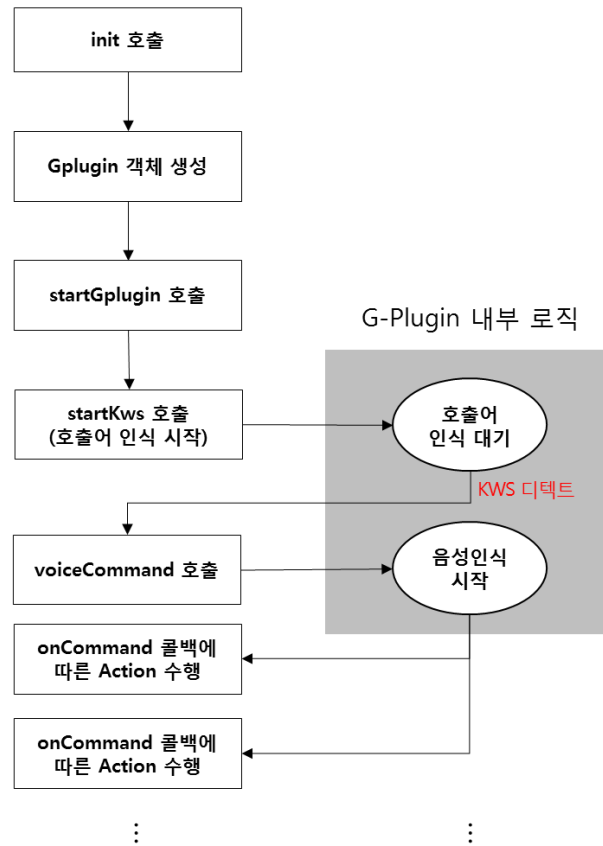 init 호출
Gplugin 객체 생성
startGplugin 호출
G-Plugin 내부 로직
startKws 호출
(호출어 인식 시작)
호출어
인식 대기
KWS 디텍트
voiceCommand 호출
음성인식
시작
onCommand 콜백에
따른 Action 수행
onCommand 콜백에
따른 Action 수행